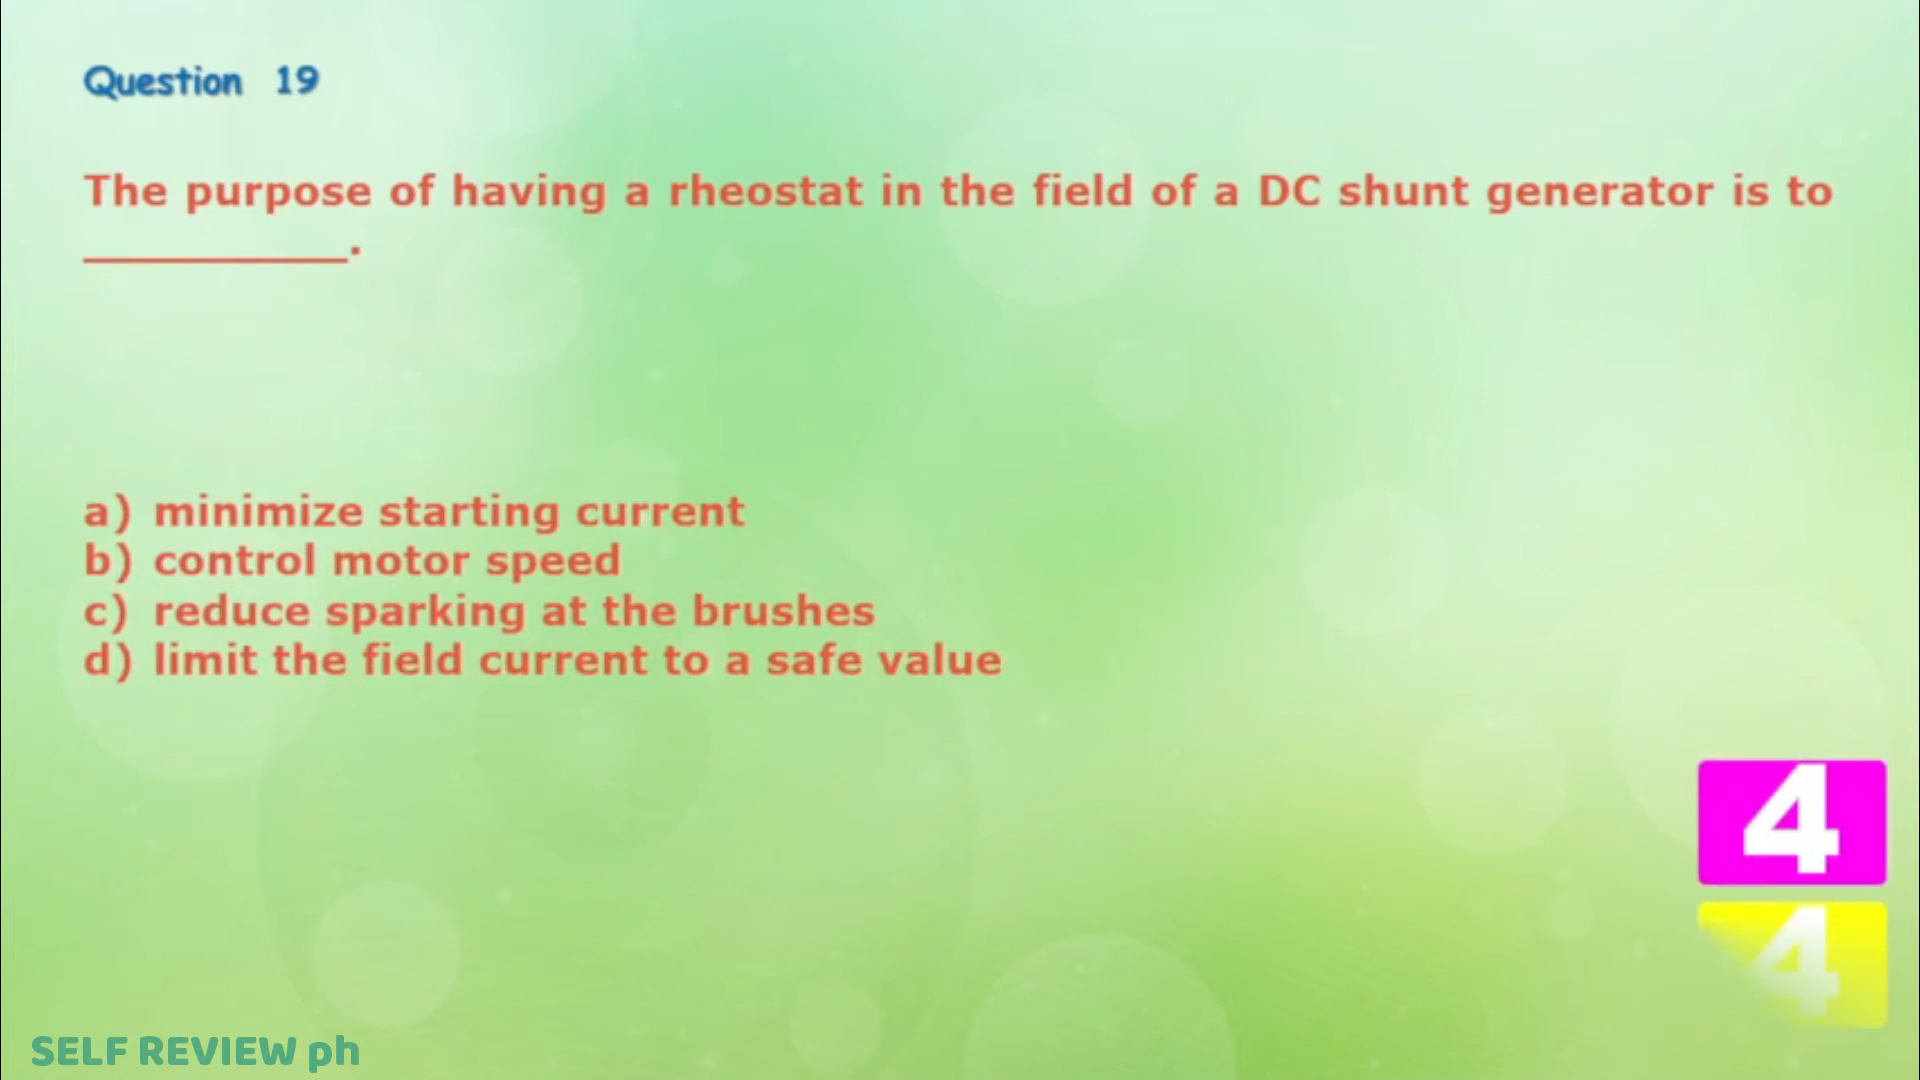 Question 19
The purpose of having a rheostat in the field of a DC shunt generator is to
____________.
a) minimize starting current
b) control motor speed
c) reduce sparking at the brushes
d) limit the field current to a safe value
4
4
SELF REVIEW ph